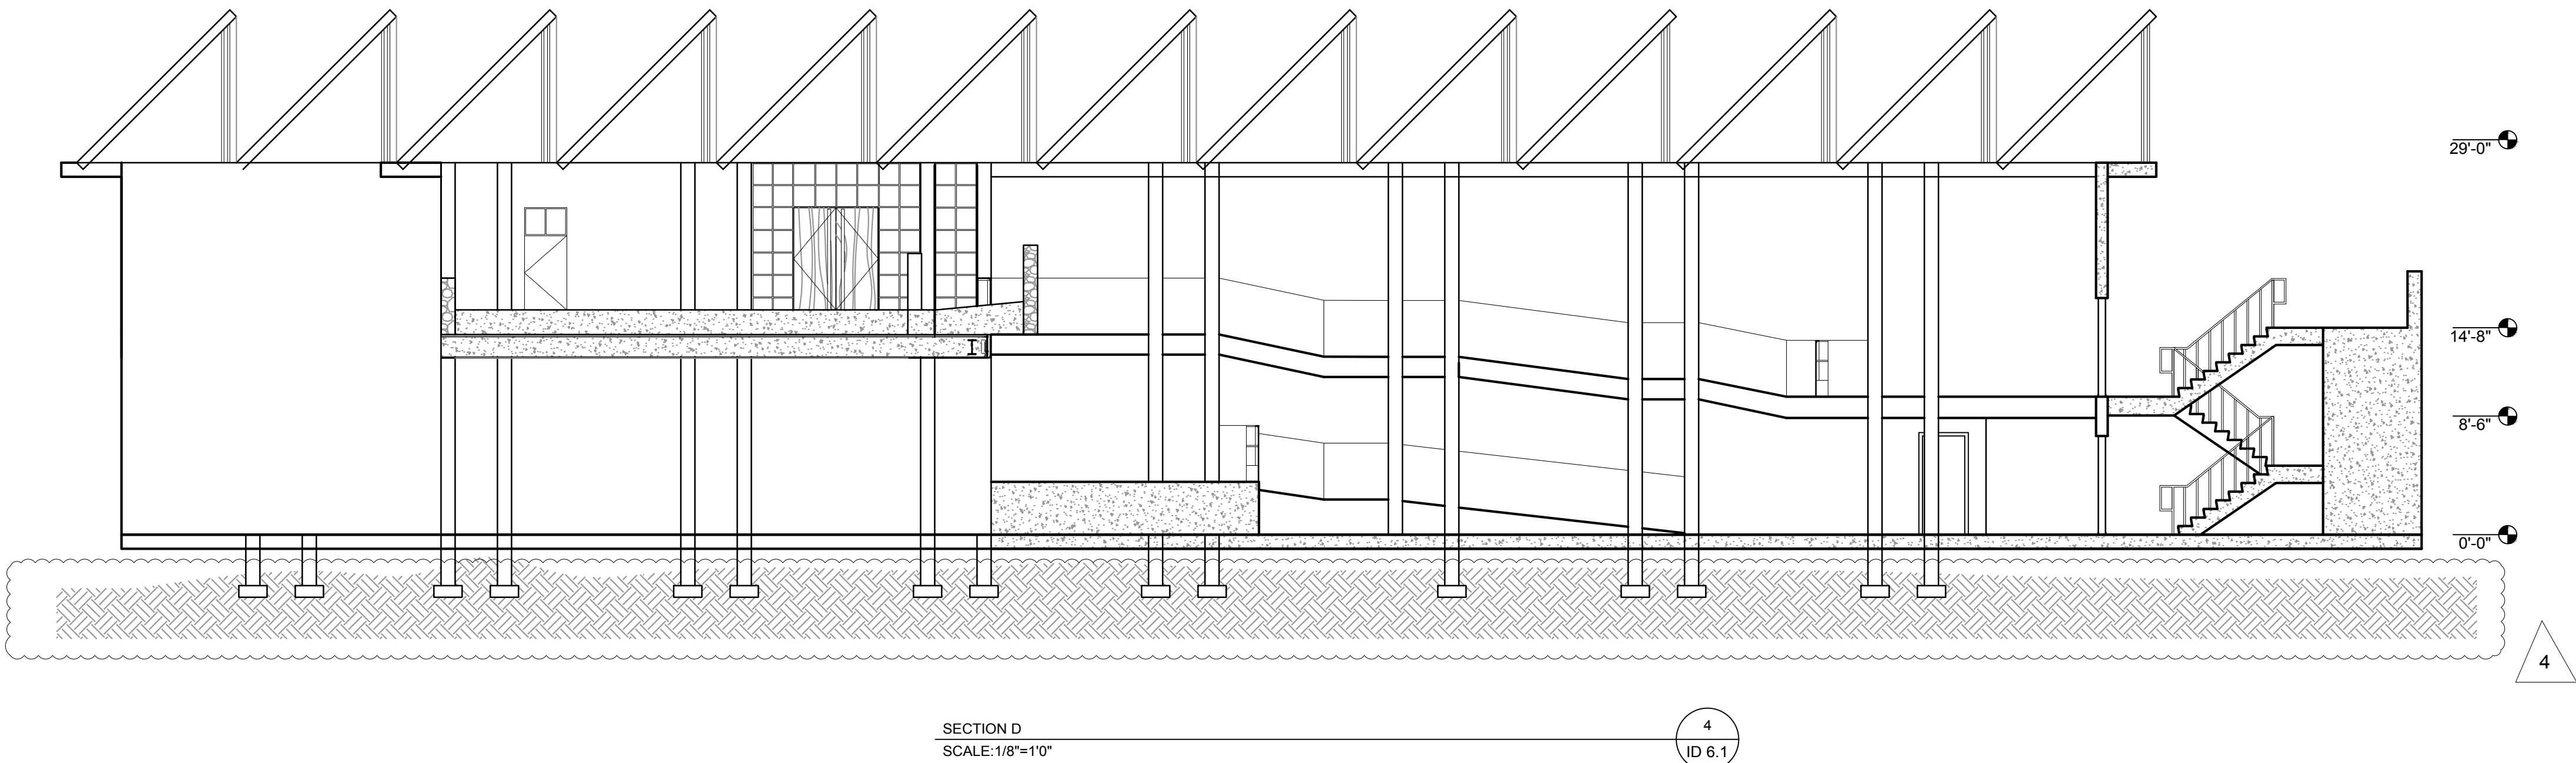 29'-0"
14'-8"
8'-6"
0'-0"
4
SECTION D
SCALE:1/8"=1'0"
4
ID 6.1